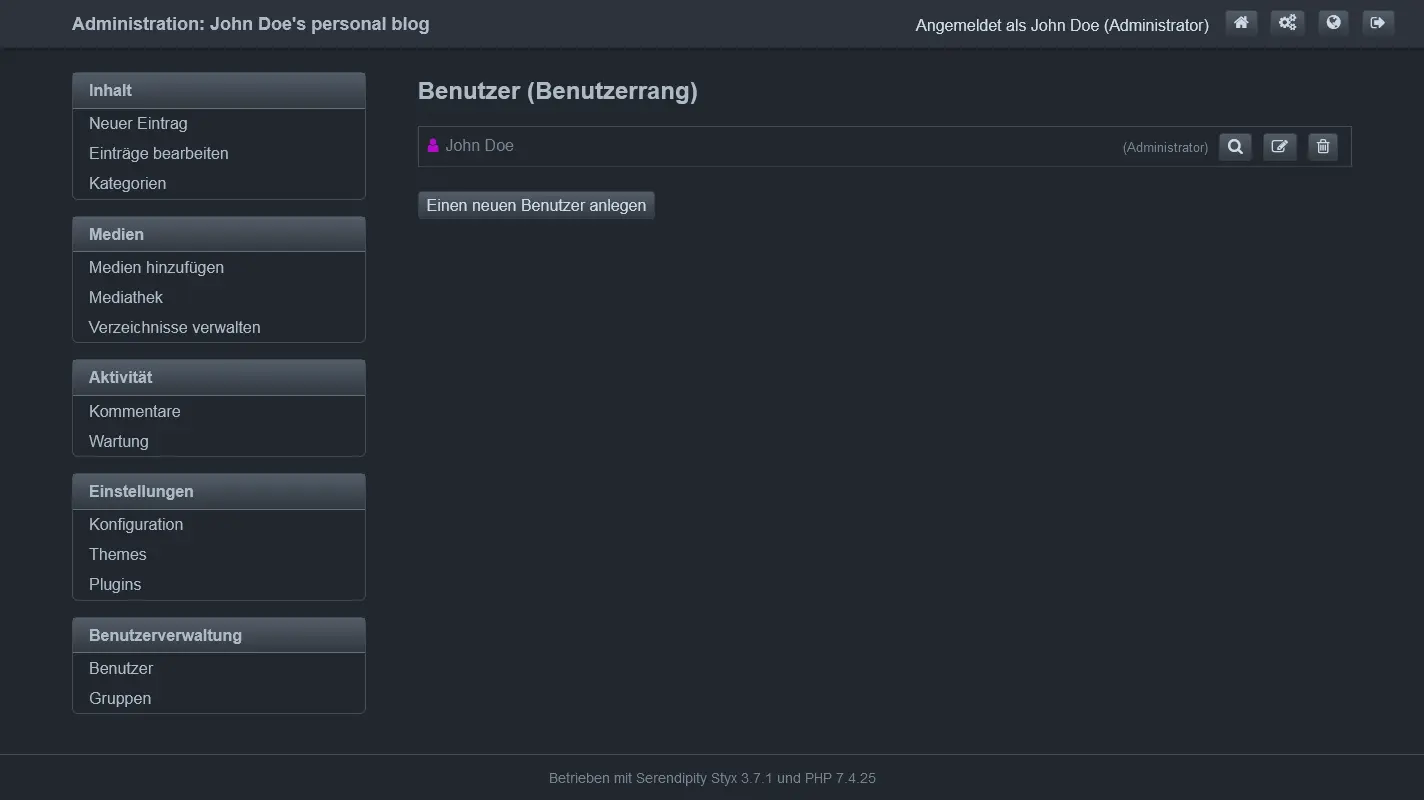 Administration: John Doe's personal blog
Angemeldet als John Doe (Administrator)
Inhalt
Neuer Eintrag
Einträge bearbeiten
Kategorien
Medien
Medien hinzufügen
Mediathek
Verzeichnisse verwalten
Aktivität
Kommentare
Wartung
Einstellungen
Konfiguration
Themes
Plugins
Benutzerverwaltung
Benutzer
Gruppen
Benutzer (Benutzerrang)
John Doe
(Administrator)
Einen neuen Benutzer anlegen
Betrieben mit Serendipity Styx 3.7.1 und PHP 7.4.25